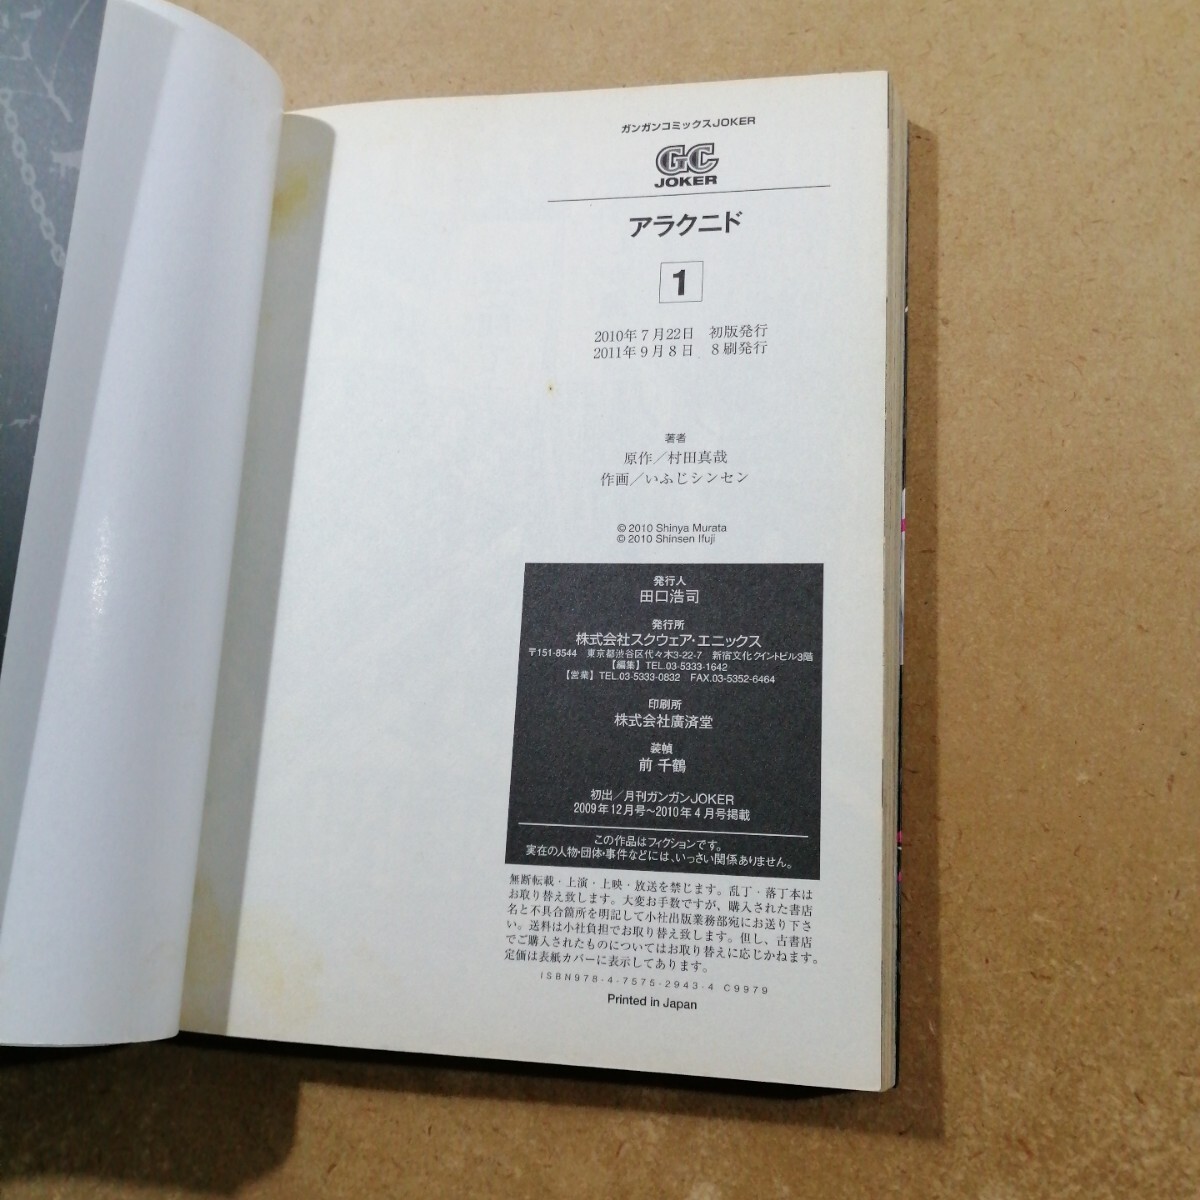 ガンガンコミックスJOKER
GC
JOKER
アラクニド
1
2010年7月22日　初版発行
2011年9月8日　8刷発行
著者
原作／村田真哉
作画／いふじシンセン
© 2010 Shinya Murata
© 2010 Shinsen Ifuji
発行人
田口浩司
発行所
株式会社スクウェア・エニックス
〒151-8544　東京都渋谷区代々木3-22-7　新宿文化クイントビル3階
【編集】TEL.03-5333-1642
【営業】TEL.03-5333-0832　FAX.03-5352-6464
印刷所
株式会社廣済堂
装幀
前 千鶴
初出／月刊ガンガンJOKER
2009年12月号〜2010年4月号掲載
この作品はフィクションです。
実在の人物・団体・事件などには、いっさい関係ありません。
無断転載・上演・上映・放送を禁じます。乱丁・落丁本は
お取り替え致します。大変お手数ですが、購入された書店
名と不具合箇所を明記して小社出版業務部宛にお送り下さ
い。送料は小社負担でお取り替え致します。但し、古書店
でご購入されたものについてはお取り替えに応じかねます。
定価は表紙カバーに表示してあります。
ISBN978-4-7575-2943-4 C9979
Printed in Japan